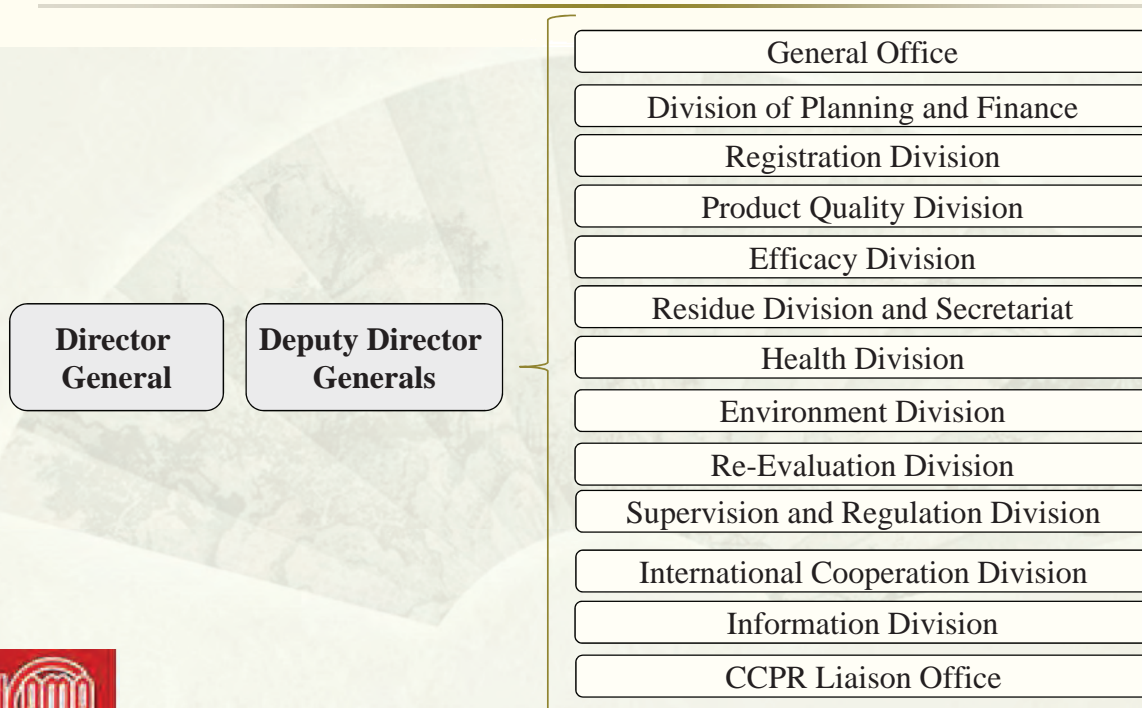 General Office
Division of Planning and Finance
Registration Division
Product Quality Division
Efficacy Division
Residue Division and Secretariat
Director
General
Deputy Director
Generals
Health Division
Environment Division
Re-Evaluation Division
Supervision and Regulation Division
International Cooperation Division
Information Division
CCPR Liaison Office